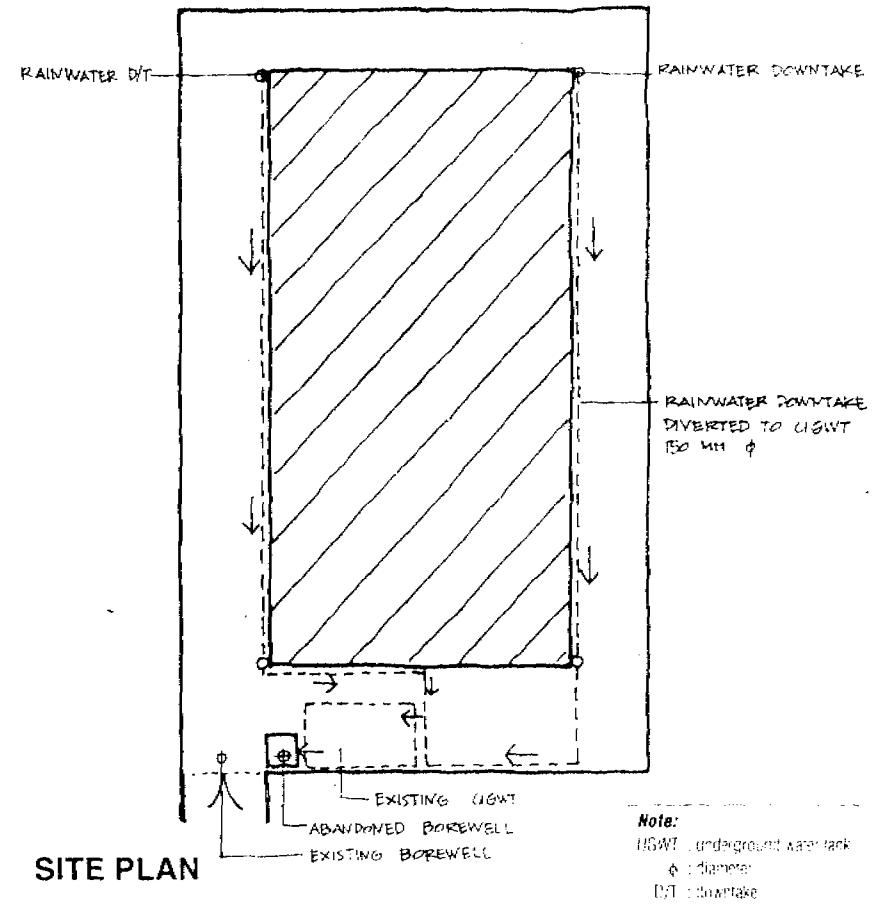 RAINWATER D/T
RAINWATER DOWNTAKE
RAINWATER DOWNTAKE
DIVERTED TO UGWT
150 MM φ
EXISTING UGWT
ABANDONED BOREWELL
EXISTING BOREWELL
SITE PLAN
Note:
UGWT : underground water tank
φ : diameter
D/T : downtake